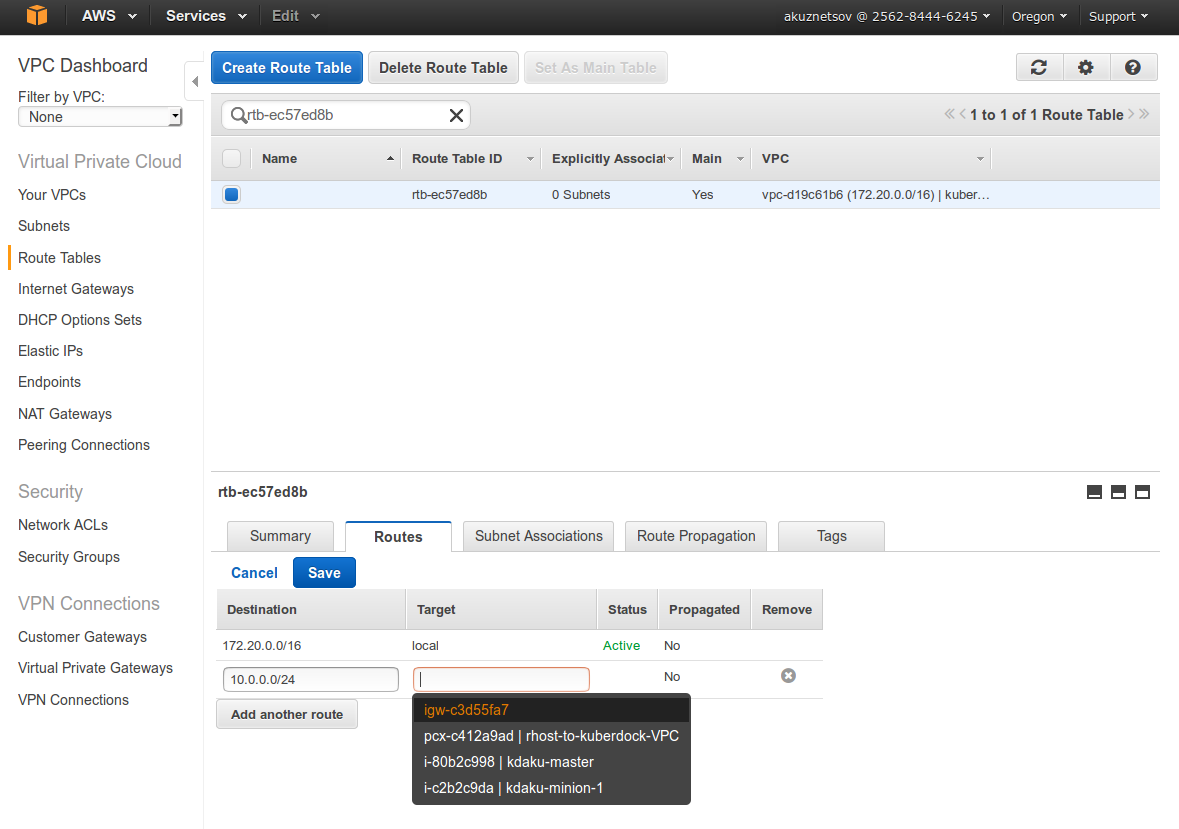 AWS Services Edit akuznetsov @ 2562-8444-6245 Oregon Support
VPC Dashboard
Filter by VPC:
None
Virtual Private Cloud
Your VPCs
Subnets
Route Tables
Internet Gateways
DHCP Options Sets
Elastic IPs
Endpoints
NAT Gateways
Peering Connections
Security
Network ACLs
Security Groups
VPN Connections
Customer Gateways
Virtual Private Gateways
VPN Connections
Create Route Table Delete Route Table Set As Main Table
rtb-ec57ed8b 1 to 1 of 1 Route Table
Name Route Table ID Explicitly Associat Main VPC
rtb-ec57ed8b 0 Subnets Yes vpc-d19c61b6 (172.20.0.0/16) | kuber…
rtb-ec57ed8b
Summary Routes Subnet Associations Route Propagation Tags
Cancel Save
Destination Target Status Propagated Remove
172.20.0.0/16 local Active No
10.0.0.0/24 No
Add another route
igw-c3d55fa7
pcx-c412a9ad | rhost-to-kuberdock-VPC
i-80b2c998 | kdaku-master
i-c2b2c9da | kdaku-minion-1